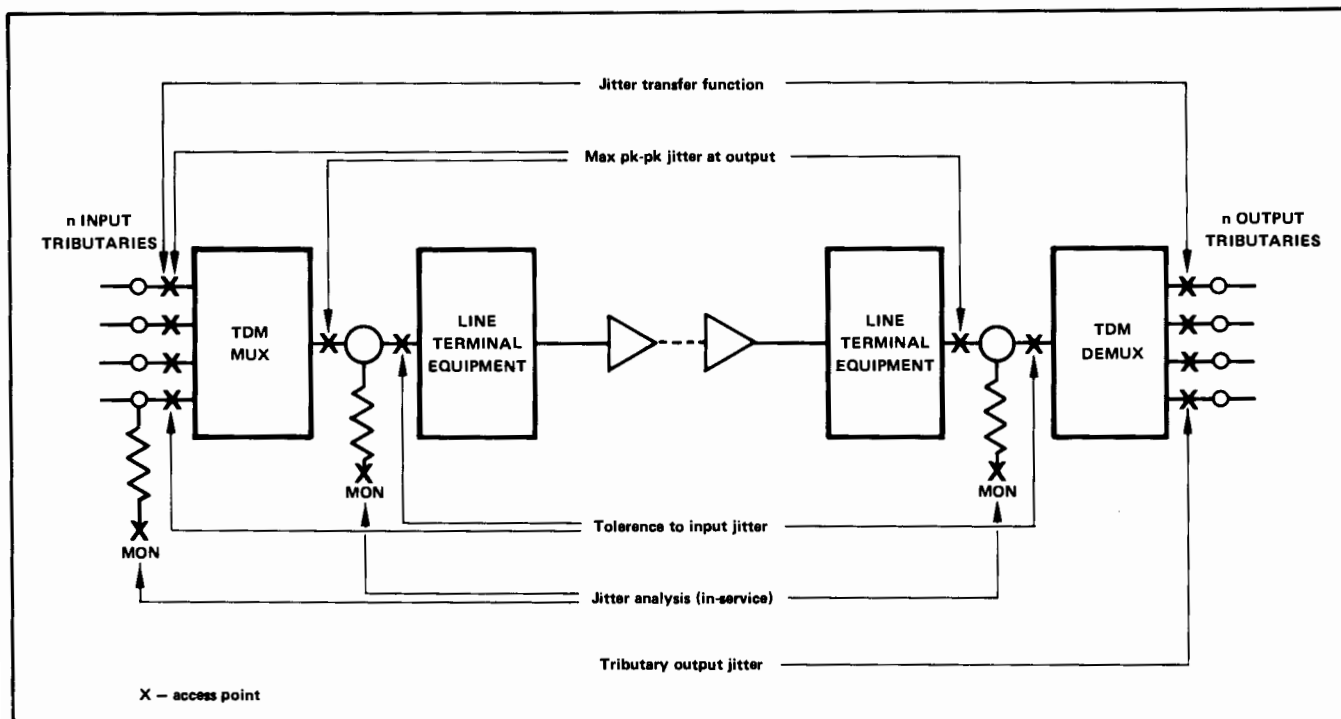 Jitter transfer function
Max pk-pk jitter at output
n INPUT
TRIBUTARIES
n OUTPUT
TRIBUTARIES
TDM
MUX
LINE
TERMINAL
EQUIPMENT
LINE
TERMINAL
EQUIPMENT
TDM
DEMUX
MON
MON
MON
Tolerence to input jitter
Jitter analysis (in-service)
Tributary output jitter
X – access point